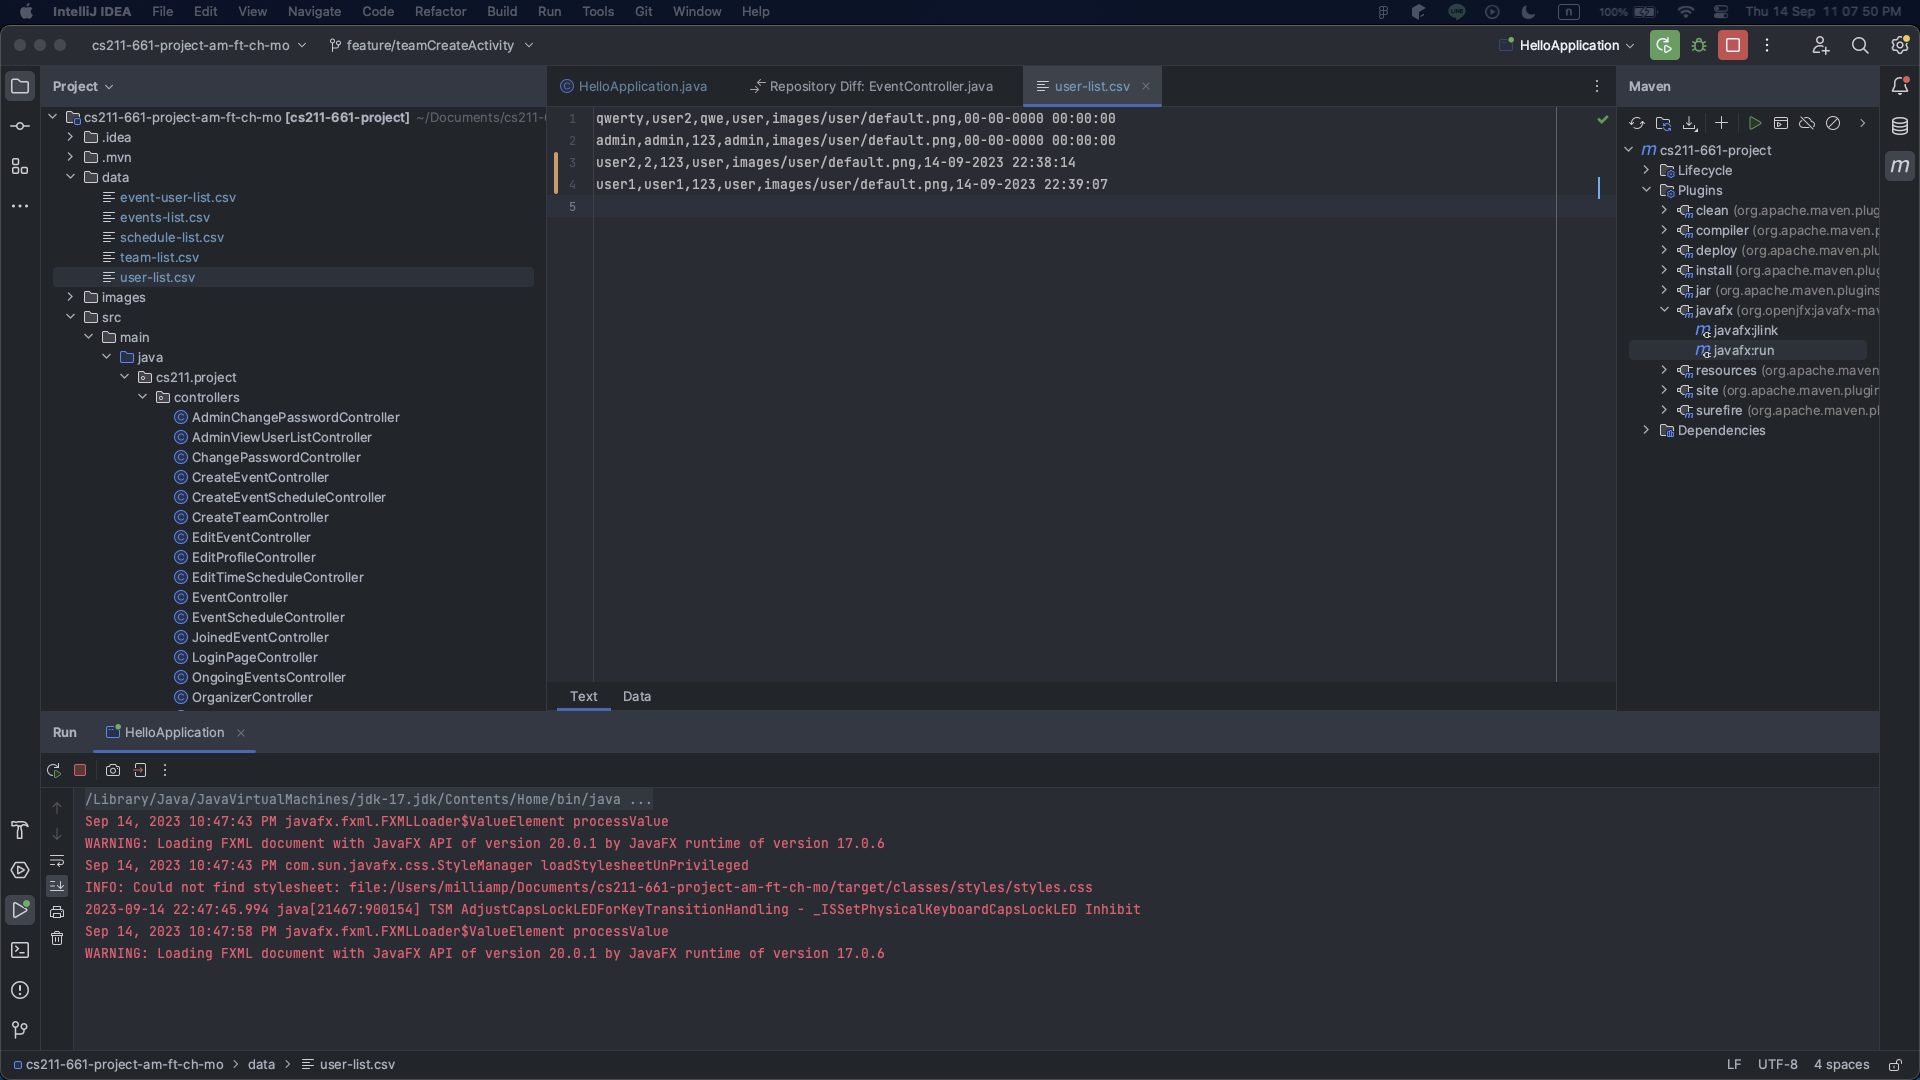 IntelliJ IDEA File Edit View Navigate Code Refactor Build Run Tools Git Window Help 100% Thu 14 Sep 11 07 50 PM
cs211-661-project-am-ft-ch-mo feature/teamCreateActivity HelloApplication
Project
HelloApplication.java Repository Diff: EventController.java user-list.csv
Maven
cs211-661-project-am-ft-ch-mo [cs211-661-project] ~/Documents/cs211-
.idea
.mvn
data
event-user-list.csv
events-list.csv
schedule-list.csv
team-list.csv
user-list.csv
images
src
main
java
cs211.project
controllers
AdminChangePasswordController
AdminViewUserListController
ChangePasswordController
CreateEventController
CreateEventScheduleController
CreateTeamController
EditEventController
EditProfileController
EditTimeScheduleController
EventController
EventScheduleController
JoinedEventController
LoginPageController
OngoingEventsController
OrganizerController
1 qwerty,user2,qwe,user,images/user/default.png,00-00-0000 00:00:00
2 admin,admin,123,admin,images/user/default.png,00-00-0000 00:00:00
3 user2,2,123,user,images/user/default.png,14-09-2023 22:38:14
4 user1,user1,123,user,images/user/default.png,14-09-2023 22:39:07
5
Text Data
cs211-661-project
Lifecycle
Plugins
clean (org.apache.maven.plug
compiler (org.apache.maven.p
deploy (org.apache.maven.plu
install (org.apache.maven.plug
jar (org.apache.maven.plugins
javafx (org.openjfx:javafx-mav
javafx:jlink
javafx:run
resources (org.apache.maven
site (org.apache.maven.plugin
surefire (org.apache.maven.pl
Dependencies
Run HelloApplication
/Library/Java/JavaVirtualMachines/jdk-17.jdk/Contents/Home/bin/java ...
Sep 14, 2023 10:47:43 PM javafx.fxml.FXMLLoader$ValueElement processValue
WARNING: Loading FXML document with JavaFX API of version 20.0.1 by JavaFX runtime of version 17.0.6
Sep 14, 2023 10:47:43 PM com.sun.javafx.css.StyleManager loadStylesheetUnPrivileged
INFO: Could not find stylesheet: file:/Users/milliamp/Documents/cs211-661-project-am-ft-ch-mo/target/classes/styles/styles.css
2023-09-14 22:47:45.994 java[21467:900154] TSM AdjustCapsLockLEDForKeyTransitionHandling - _ISSetPhysicalKeyboardCapsLockLED Inhibit
Sep 14, 2023 10:47:58 PM javafx.fxml.FXMLLoader$ValueElement processValue
WARNING: Loading FXML document with JavaFX API of version 20.0.1 by JavaFX runtime of version 17.0.6
cs211-661-project-am-ft-ch-mo data user-list.csv LF UTF-8 4 spaces